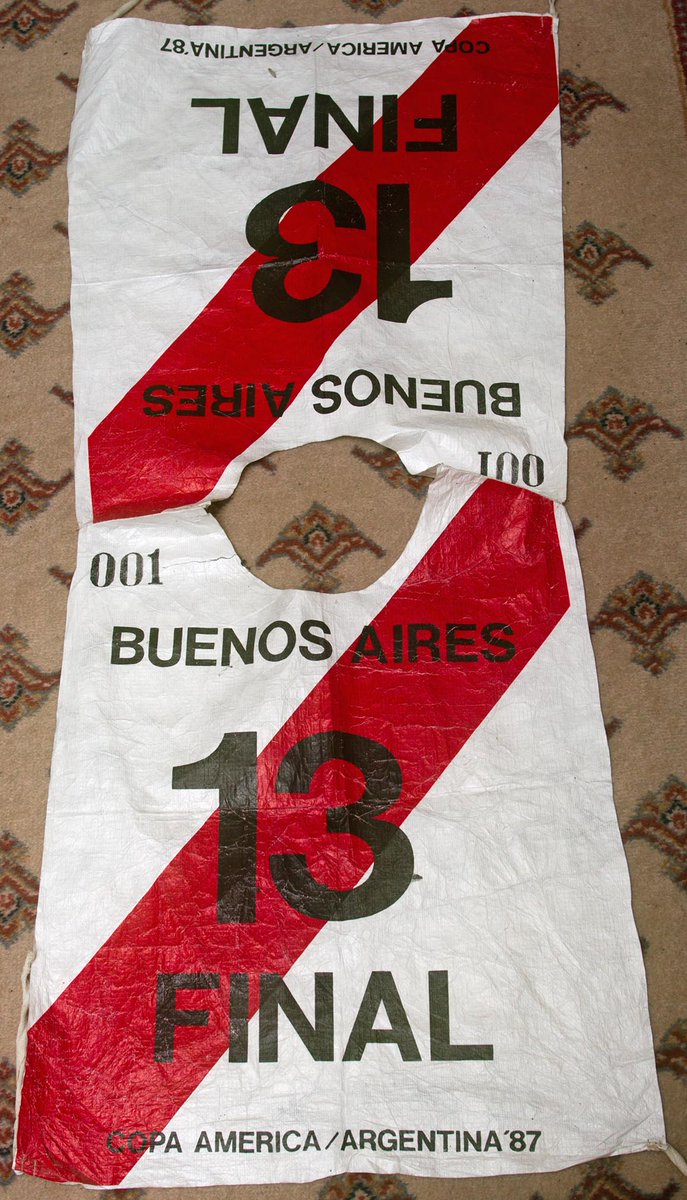 COPA AMERICA/ARGENTINA'87
FINAL
13
BUENOS AIRES
001
001
BUENOS AIRES
13
FINAL
COPA AMERICA/ARGENTINA'87